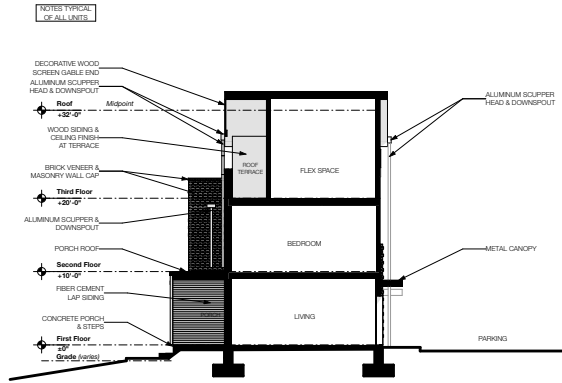 NOTES TYPICAL
OF ALL UNITS
DECORATIVE WOOD
SCREEN GABLE END
ALUMINUM SCUPPER
HEAD & DOWNSPOUT
Roof Midpoint
+32'-0"
WOOD SIDING &
CEILING FINISH
AT TERRACE
BRICK VENEER &
MASONRY WALL CAP
Third Floor
+20'-0"
ALUMINUM SCUPPER &
DOWNSPOUT
PORCH ROOF
Second Floor
+10'-0"
FIBER CEMENT
LAP SIDING
CONCRETE PORCH
& STEPS
First Floor
±0"
Grade (varies)
ROOF
TERRACE
FLEX SPACE
BEDROOM
PORCH
LIVING
ALUMINUM SCUPPER
HEAD & DOWNSPOUT
METAL CANOPY
PARKING